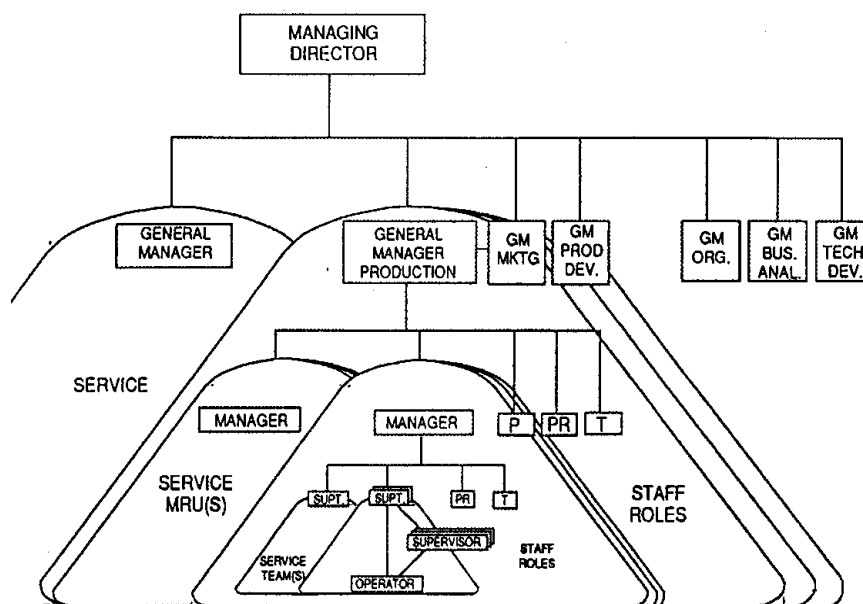 MANAGING
DIRECTOR
GENERAL
MANAGER
GENERAL
MANAGER
PRODUCTION
GM
MKTG
GM
PROD
DEV.
GM
ORG.
GM
BUS.
ANAL.
GM
TECH
DEV.
SERVICE
MANAGER
MANAGER
P
PR
T
SERVICE
MRU(S)
SUPT.
SUPT.
PR
T
STAFF
ROLES
SUPERVISOR
SERVICE
TEAM(S)
STAFF
ROLES
OPERATOR